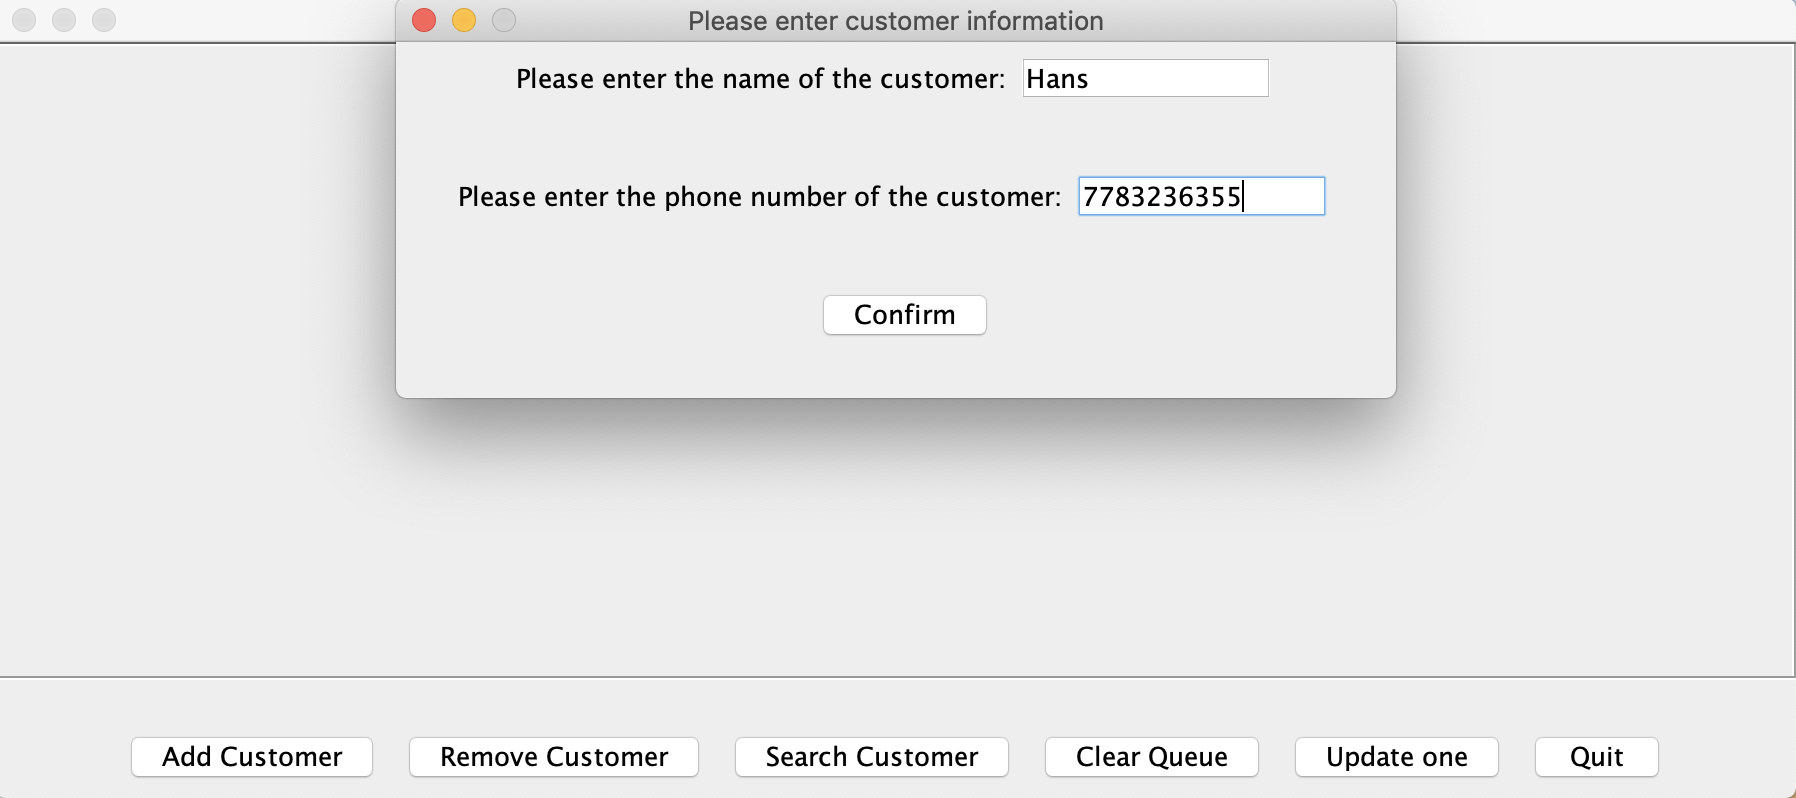 Please enter customer information
Please enter the name of the customer: Hans
Please enter the phone number of the customer: 7783236355
Confirm
Add Customer Remove Customer Search Customer Clear Queue Update one Quit